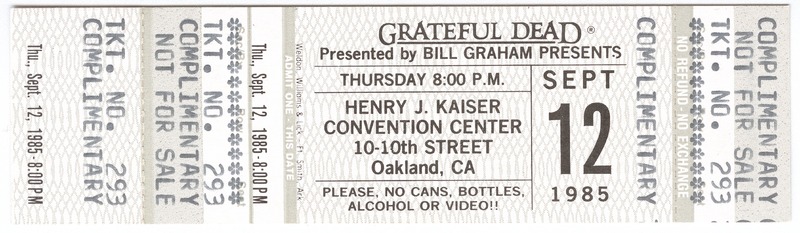 Thu., Sept. 12, 1985 - 8:00 PM
TKT. NO. 293
COMPLIMENTARY
COMPLIMENTARY
NOT FOR SALE
TKT. NO. 293
Thu., Sept. 12, 1985 - 8:00 PM
ADMIT ONE - THIS DATE
Weldon, Williams & Lick - Ft. Smith, Ark.
GRATEFUL DEAD®
Presented by BILL GRAHAM PRESENTS
THURSDAY 8:00 P.M.
HENRY J. KAISER
CONVENTION CENTER
10-10th STREET
Oakland, CA
PLEASE, NO CANS, BOTTLES,
ALCOHOL OR VIDEO!!
SEPT
12
1985
COMPLIMENTARY
NO REFUND - NO EXCHANGE
TKT. NO. 293
COMPLIMENTARY
NOT FOR SALE